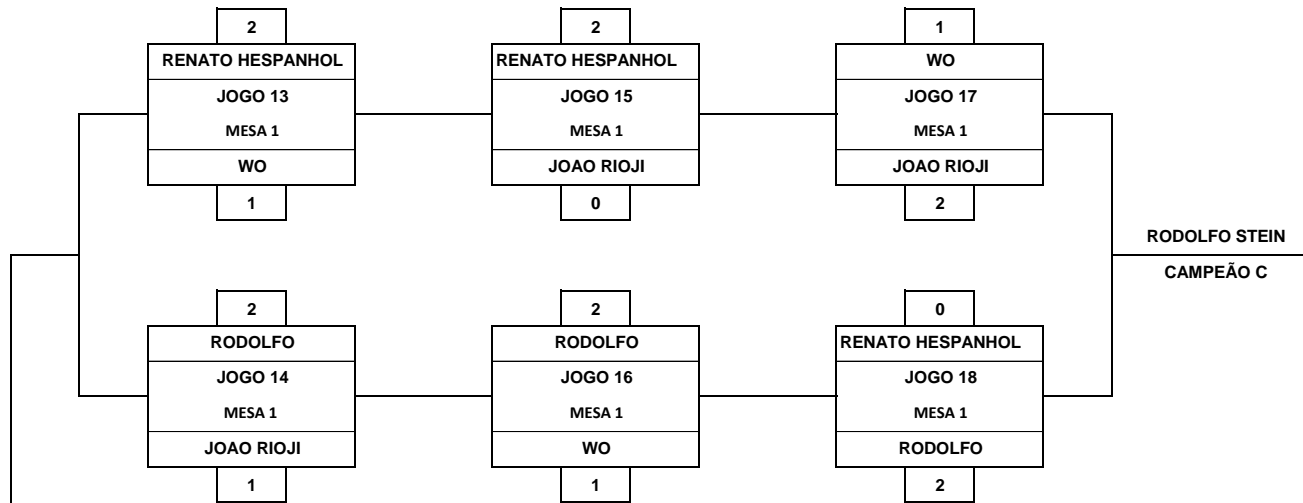 2
RENATO HESPANHOL
JOGO 13
MESA 1
WO
1
2
RENATO HESPANHOL
JOGO 15
MESA 1
JOAO RIOJI
0
1
WO
JOGO 17
MESA 1
JOAO RIOJI
2
RODOLFO STEIN
CAMPEÃO C
2
RODOLFO
JOGO 14
MESA 1
JOAO RIOJI
1
2
RODOLFO
JOGO 16
MESA 1
WO
1
0
RENATO HESPANHOL
JOGO 18
MESA 1
RODOLFO
2